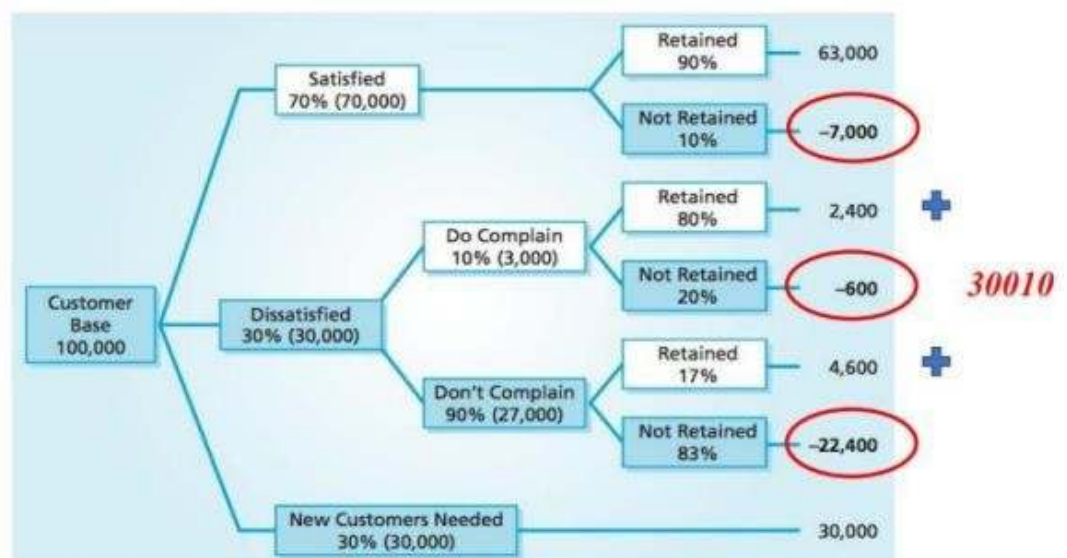 Retained
90%
63,000
Satisfied
70% (70,000)
Not Retained
10%
–7,000
Retained
80%
2,400
Do Complain
10% (3,000)
Not Retained
20%
–600
30010
Customer
Base
100,000
Dissatisfied
30% (30,000)
Retained
17%
4,600
Don't Complain
90% (27,000)
Not Retained
83%
–22,400
New Customers Needed
30% (30,000)
30,000